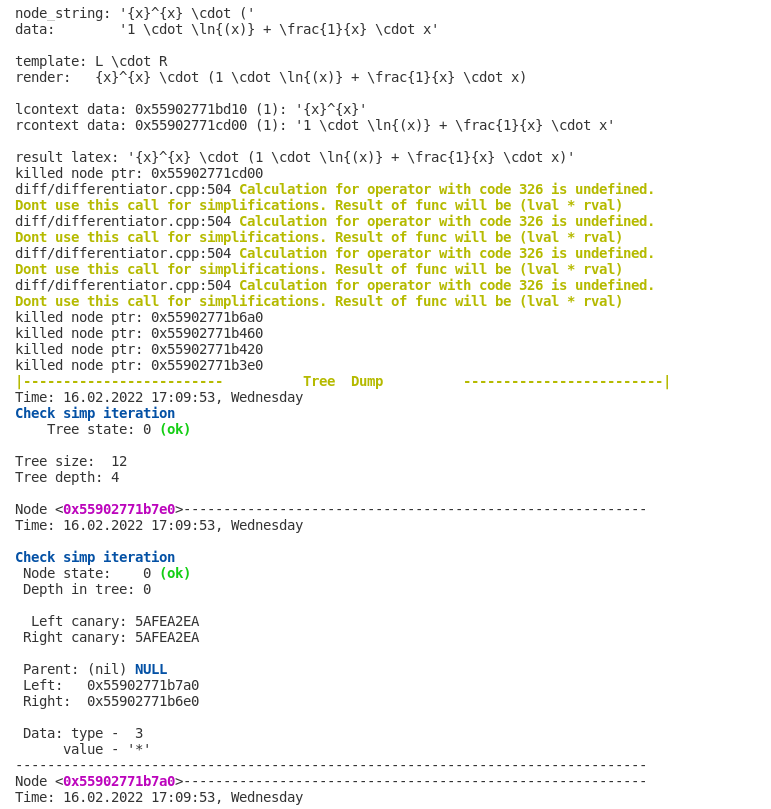 node_string: '{x}^{x} \cdot ('
data:        '1 \cdot \ln{(x)} + \frac{1}{x} \cdot x'
template: L \cdot R
render:   {x}^{x} \cdot (1 \cdot \ln{(x)} + \frac{1}{x} \cdot x)
lcontext data: 0x55902771bd10 (1): '{x}^{x}'
rcontext data: 0x55902771cd00 (1): '1 \cdot \ln{(x)} + \frac{1}{x} \cdot x'
result latex: '{x}^{x} \cdot (1 \cdot \ln{(x)} + \frac{1}{x} \cdot x)'
killed node ptr: 0x55902771cd00
diff/differentiator.cpp:504 Calculation for operator with code 326 is undefined.
Dont use this call for simplifications. Result of func will be (lval * rval)
diff/differentiator.cpp:504 Calculation for operator with code 326 is undefined.
Dont use this call for simplifications. Result of func will be (lval * rval)
diff/differentiator.cpp:504 Calculation for operator with code 326 is undefined.
Dont use this call for simplifications. Result of func will be (lval * rval)
diff/differentiator.cpp:504 Calculation for operator with code 326 is undefined.
Dont use this call for simplifications. Result of func will be (lval * rval)
killed node ptr: 0x55902771b6a0
killed node ptr: 0x55902771b460
killed node ptr: 0x55902771b420
killed node ptr: 0x55902771b3e0
|-------------------------          Tree  Dump          -------------------------|
Time: 16.02.2022 17:09:53, Wednesday
Check simp iteration
    Tree state: 0 (ok)
Tree size:  12
Tree depth: 4
Node <0x55902771b7e0>----------------------------------------------------------
Time: 16.02.2022 17:09:53, Wednesday
Check simp iteration
 Node state:    0 (ok)
 Depth in tree: 0
  Left canary: 5AFEA2EA
 Right canary: 5AFEA2EA
 Parent: (nil) NULL
 Left:   0x55902771b7a0
 Right:  0x55902771b6e0
 Data: type -  3
      value - '*'
-------------------------------------------------------------------------------
Node <0x55902771b7a0>----------------------------------------------------------
Time: 16.02.2022 17:09:53, Wednesday